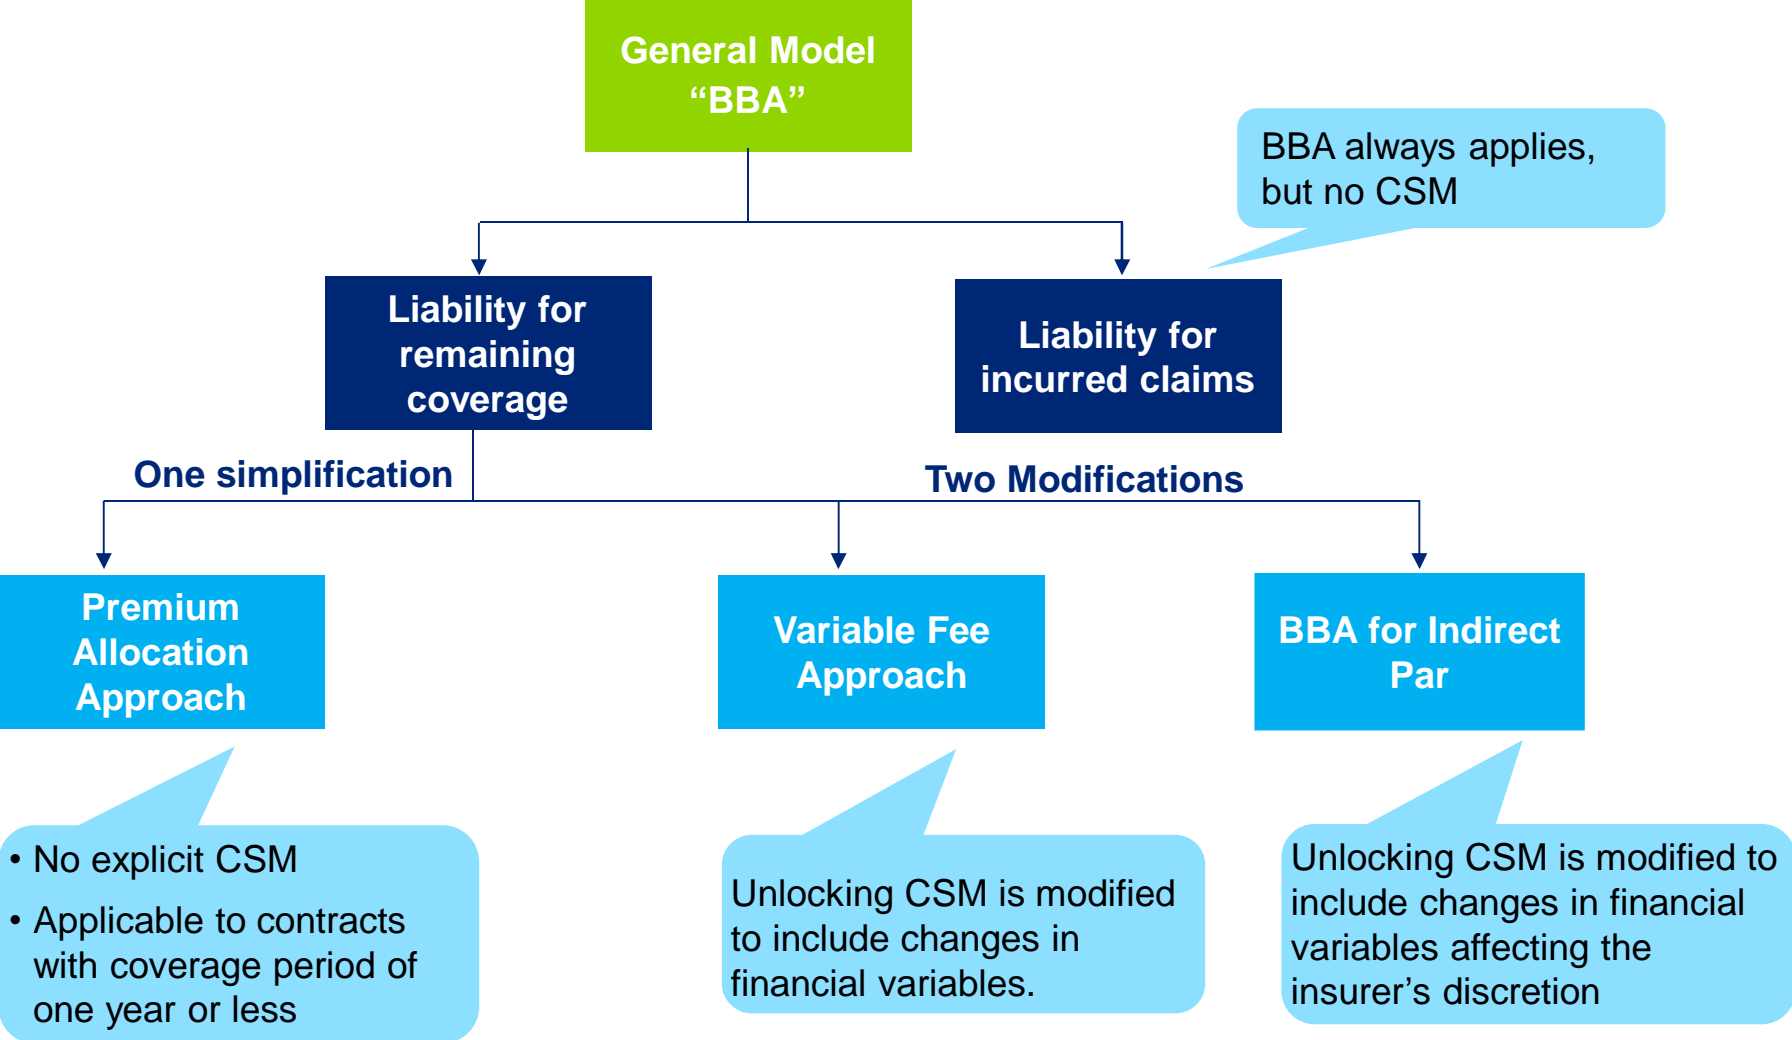 General Model
“BBA”
BBA always applies,
but no CSM
Liability for
remaining
coverage
Liability for
incurred claims
One simplification
Two Modifications
Premium
Allocation
Approach
Variable Fee
Approach
BBA for Indirect
Par
• No explicit CSM
• Applicable to contracts
with coverage period of
one year or less
Unlocking CSM is modified
to include changes in
financial variables.
Unlocking CSM is modified to
include changes in financial
variables affecting the
insurer’s discretion